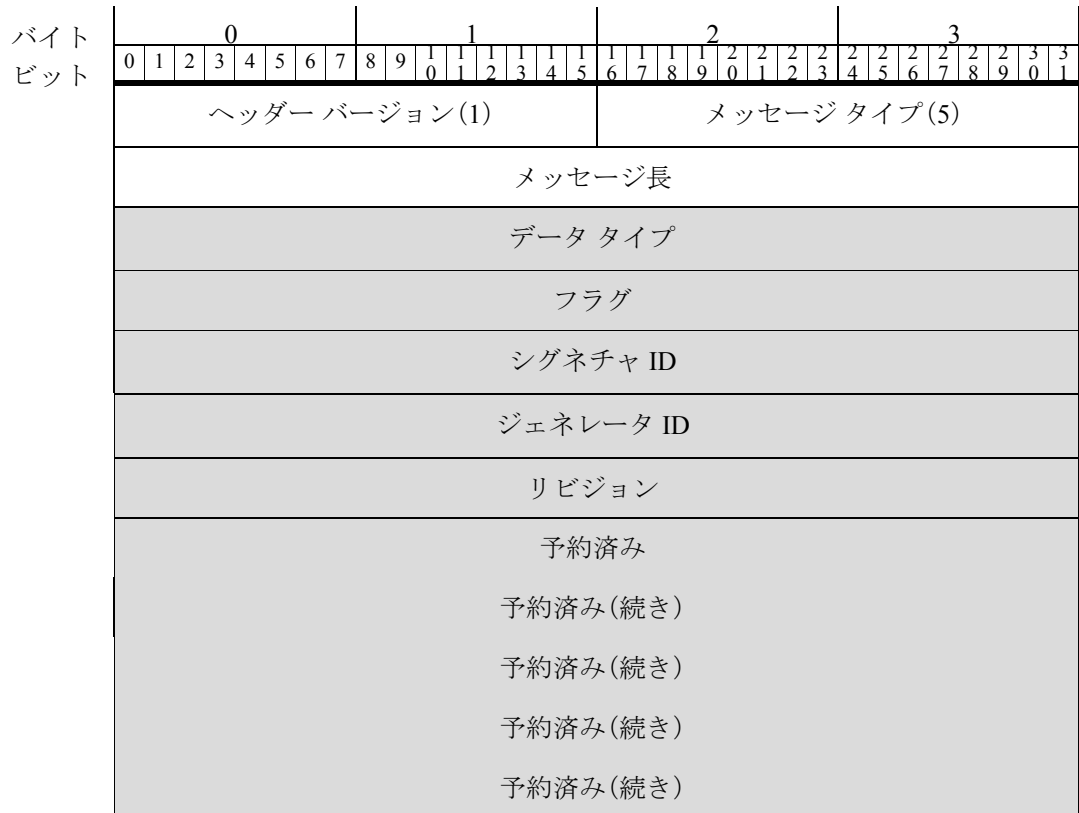 バイト 0 1 2 3
ビット 0 1 2 3 4 5 6 7 8 9 10 11 12 13 14 15 16 17 18 19 20 21 22 23 24 25 26 27 28 29 30 31
ヘッダー バージョン(1) メッセージ タイプ(5)
メッセージ長
データ タイプ
フラグ
シグネチャ ID
ジェネレータ ID
リビジョン
予約済み
予約済み(続き)
予約済み(続き)
予約済み(続き)
予約済み(続き)